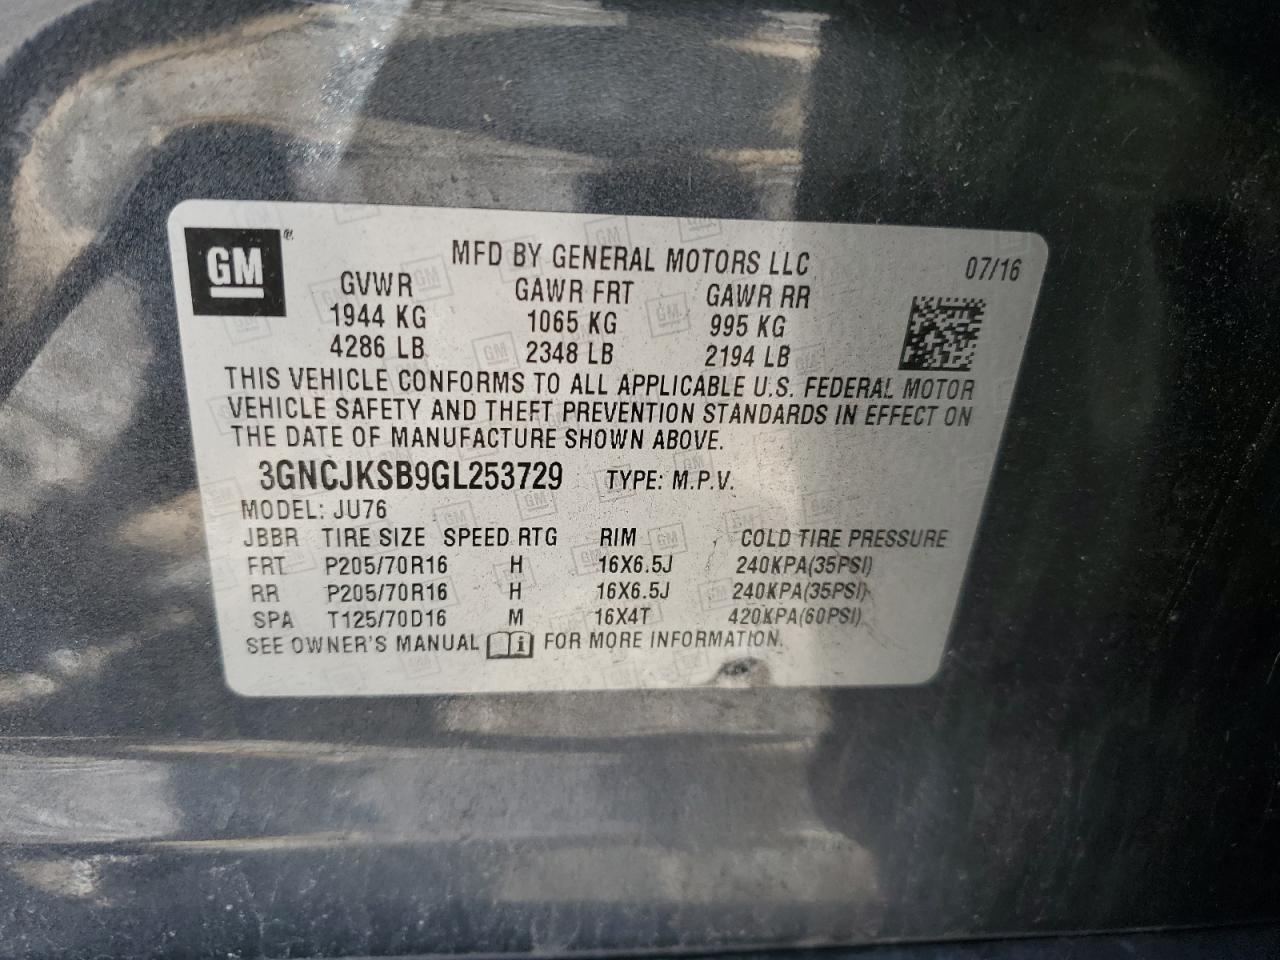 GM ®
MFD BY GENERAL MOTORS LLC 07/16
GVWR GAWR FRT GAWR RR
1944 KG 1065 KG 995 KG
4286 LB 2348 LB 2194 LB
THIS VEHICLE CONFORMS TO ALL APPLICABLE U.S. FEDERAL MOTOR
VEHICLE SAFETY AND THEFT PREVENTION STANDARDS IN EFFECT ON
THE DATE OF MANUFACTURE SHOWN ABOVE.
3GNCJKSB9GL253729 TYPE: M.P.V.
MODEL: JU76
JBBR TIRE SIZE SPEED RTG RIM COLD TIRE PRESSURE
FRT P205/70R16 H 16X6.5J 240KPA(35PSI)
RR P205/70R16 H 16X6.5J 240KPA(35PSI)
SPA T125/70D16 M 16X4T 420KPA(60PSI)
SEE OWNER'S MANUAL i FOR MORE INFORMATION.